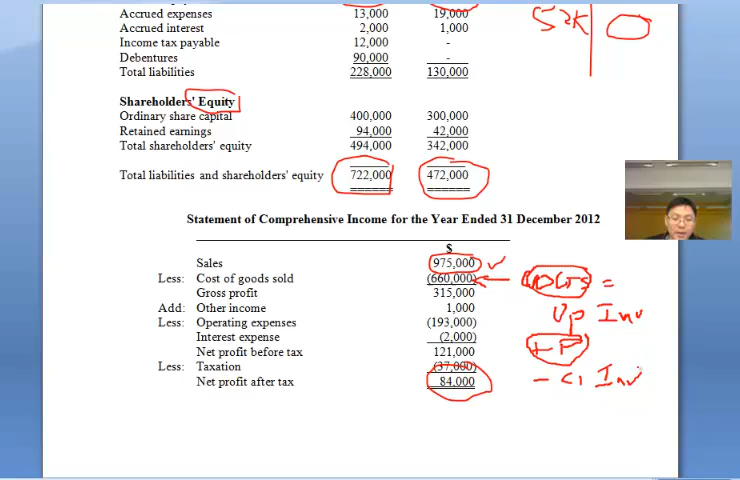 Accrued expenses 13,000 19,000
Accrued interest 2,000 1,000
Income tax payable 12,000 -
Debentures 90,000 -
Total liabilities 228,000 130,000
52K
Shareholders' Equity
Ordinary share capital 400,000 300,000
Retained earnings 94,000 42,000
Total shareholders' equity 494,000 342,000
Total liabilities and shareholders' equity 722,000 472,000
====== ======
Statement of Comprehensive Income for the Year Ended 31 December 2012
$
Sales 975,000 ✓
Less: Cost of goods sold (660,000) COGS =
Gross profit 315,000
Add: Other income 1,000 Op Inv
Less: Operating expenses (193,000)
Interest expense (2,000) + P
Net profit before tax 121,000
Less: Taxation (37,000)
Net profit after tax 84,000 - Cl Inv